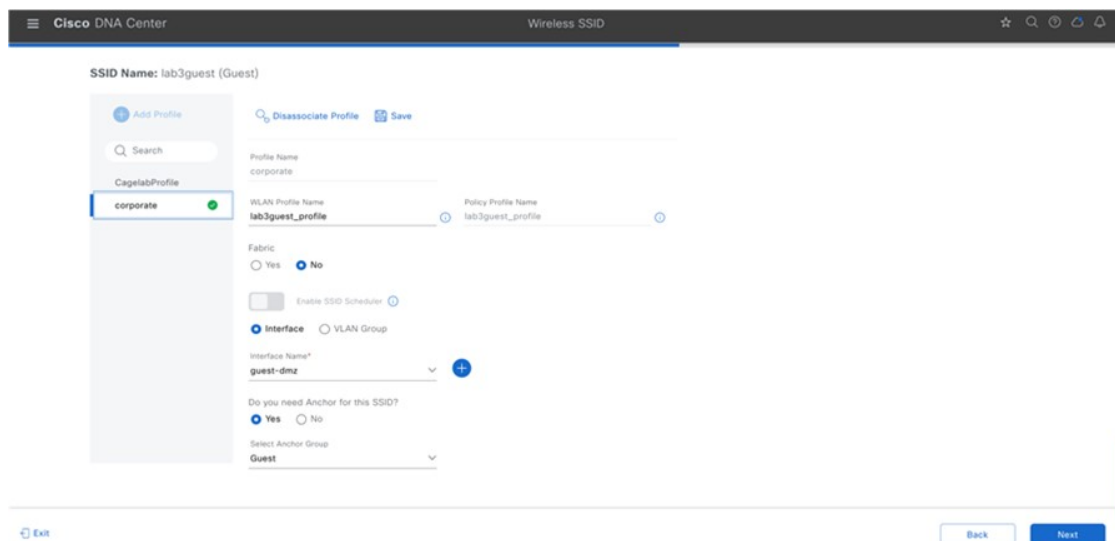 Cisco DNA Center
Wireless SSID
SSID Name: lab3guest (Guest)
Add Profile
Search
CagelabProfile
corporate
Disassociate Profile
Save
Profile Name
corporate
WLAN Profile Name
lab3guest_profile
Policy Profile Name
lab3guest_profile
Fabric
Yes No
Enable SSID Scheduler
Interface VLAN Group
Interface Name*
guest-dmz
Do you need Anchor for this SSID?
Yes No
Select Anchor Group
Guest
Exit
Back
Next